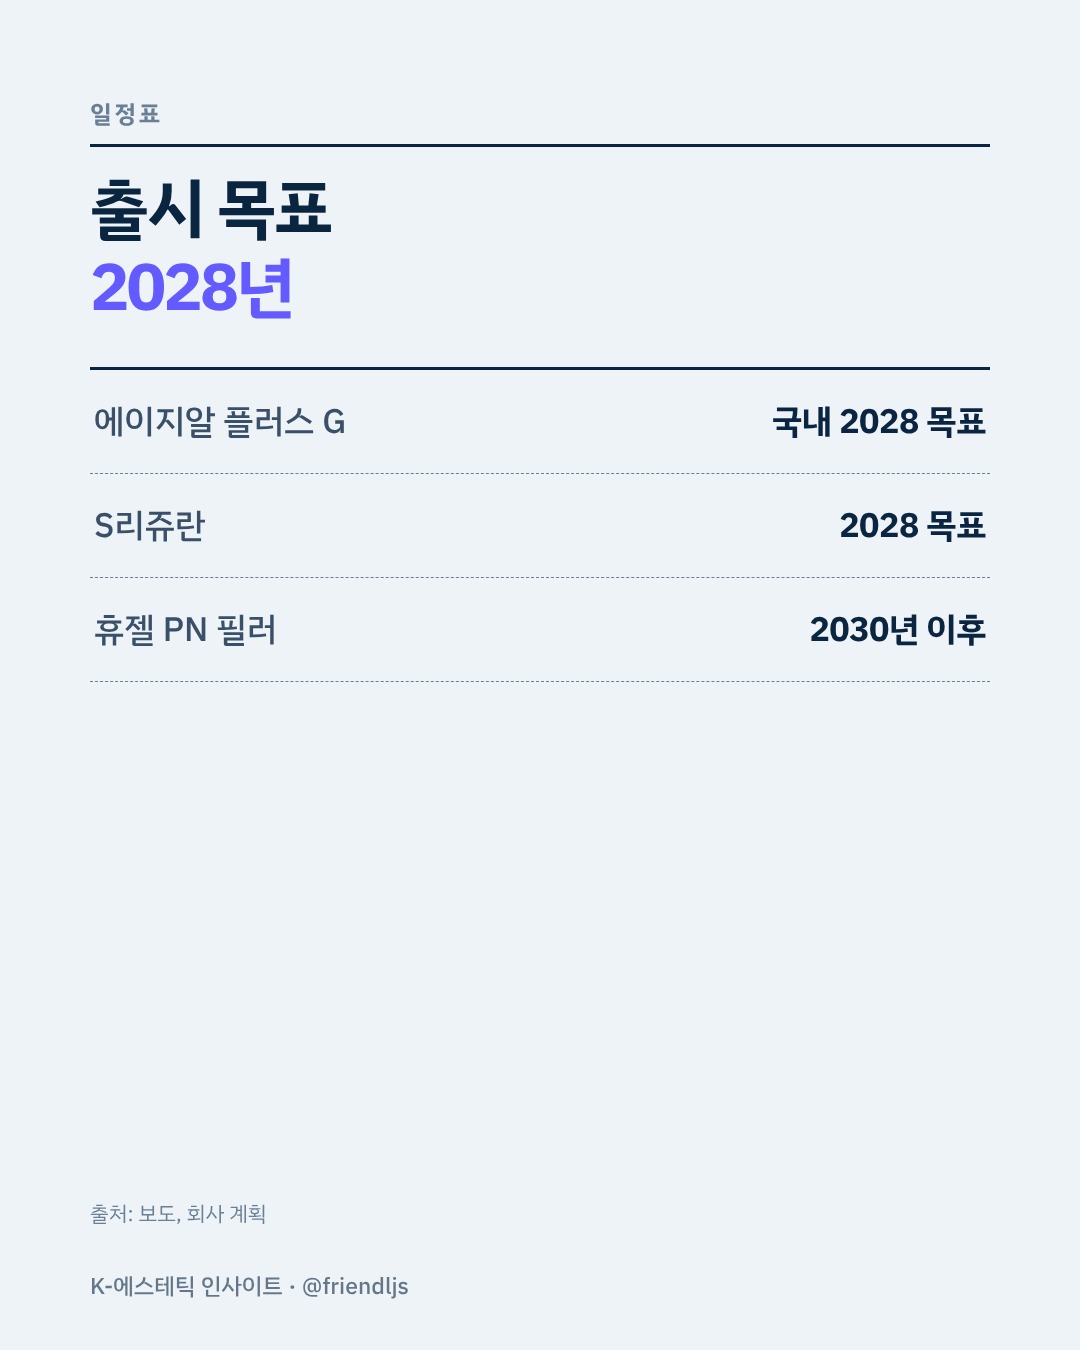 일정표
출시 목표
2028년
에이지알 플러스 G 국내 2028 목표
S리쥬란 2028 목표
휴젤 PN 필러 2030년 이후
출처: 보도, 회사 계획
K-에스테틱 인사이트 · @friendljs